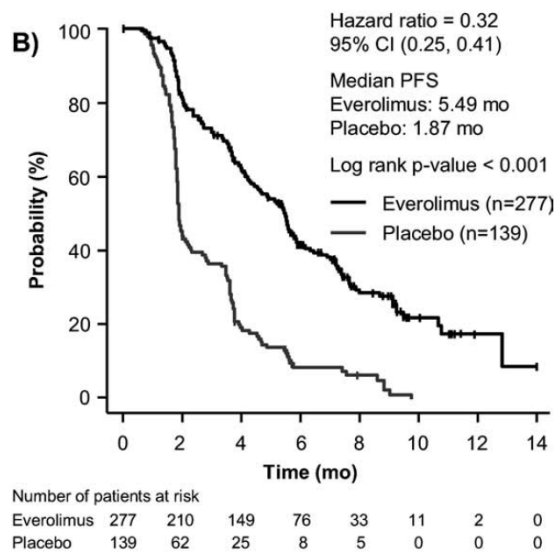 B)
Hazard ratio = 0.32
95% CI (0.25, 0.41)
Median PFS
Everolimus: 5.49 mo
Placebo: 1.87 mo
Log rank p-value < 0.001
Everolimus (n=277)
Placebo (n=139)
Probability (%)
100
80
60
40
20
0
0 2 4 6 8 10 12 14
Time (mo)
Number of patients at risk
Everolimus 277 210 149 76 33 11 2 0
Placebo 139 62 25 8 5 0 0 0